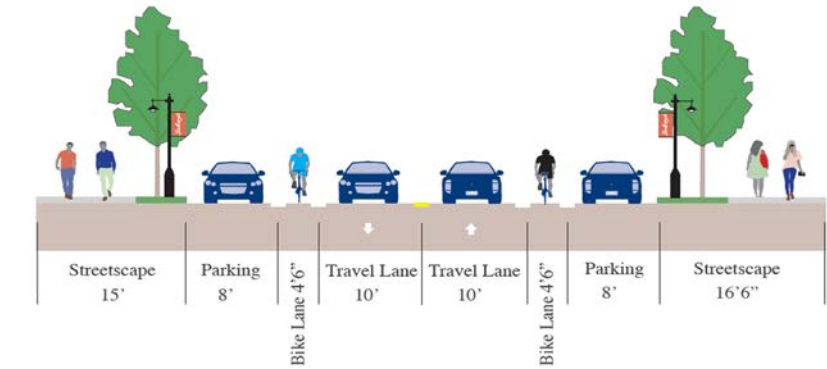 Streetscape
15’
Parking
8’
Bike Lane 4’6”
Travel Lane
10’
Travel Lane
10’
Bike Lane 4’6”
Parking
8’
Streetscape
16’6”